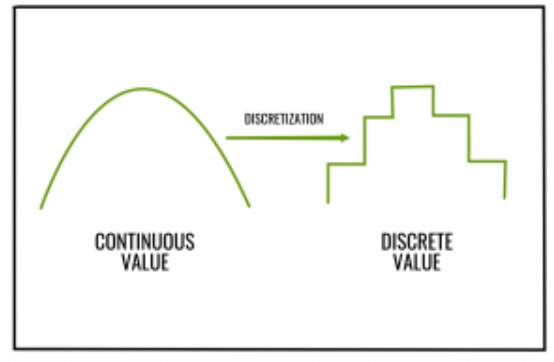 DISCRETIZATION
CONTINUOUS
VALUE
DISCRETE
VALUE